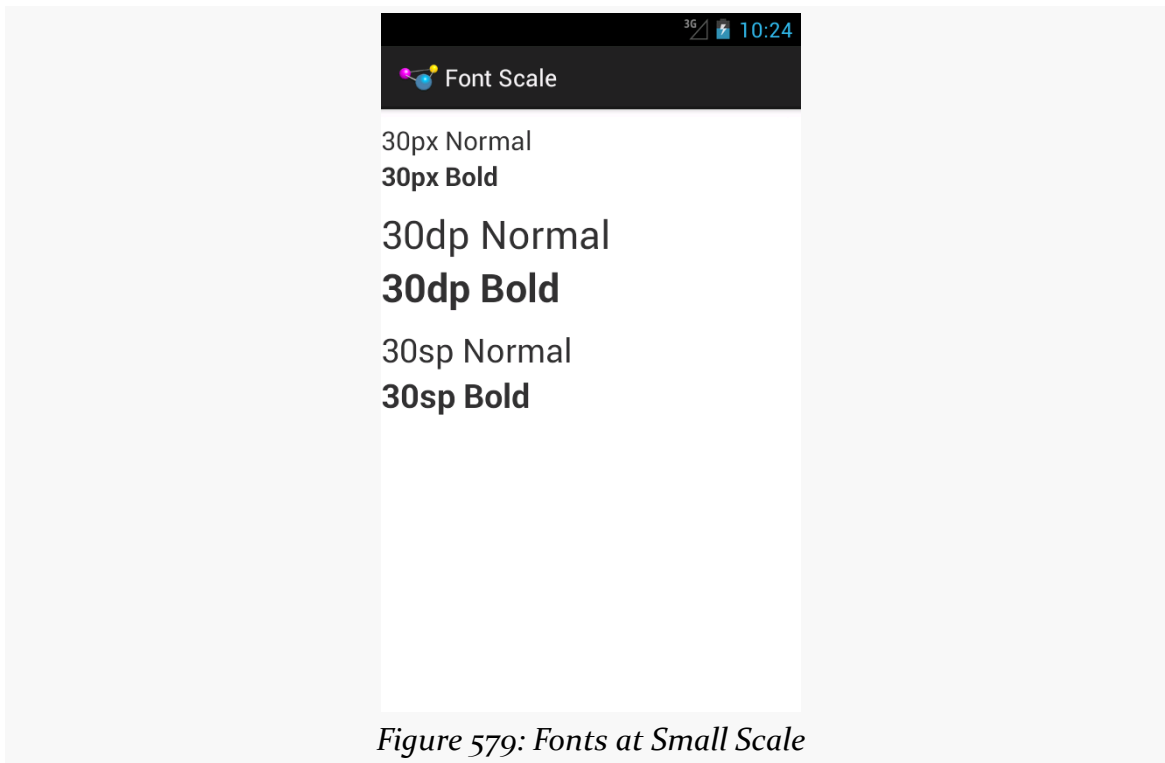 3G 10:24
Font Scale
30px Normal
30px Bold
30dp Normal
30dp Bold
30sp Normal
30sp Bold
Figure 579: Fonts at Small Scale